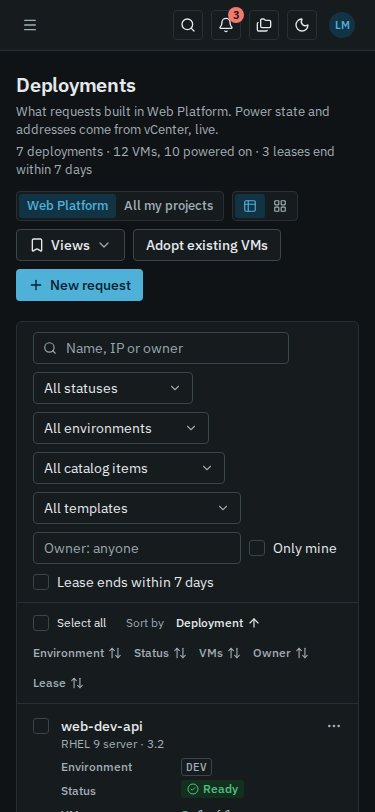 3
LM
Deployments
What requests built in Web Platform. Power state and
addresses come from vCenter, live.
7 deployments · 12 VMs, 10 powered on · 3 leases end
within 7 days
Web Platform All my projects
Views Adopt existing VMs
New request
Name, IP or owner
All statuses
All environments
All catalog items
All templates
Owner: anyone Only mine
Lease ends within 7 days
Select all Sort by Deployment
Environment Status VMs Owner
Lease
web-dev-api
RHEL 9 server · 3.2
Environment DEV
Status Ready